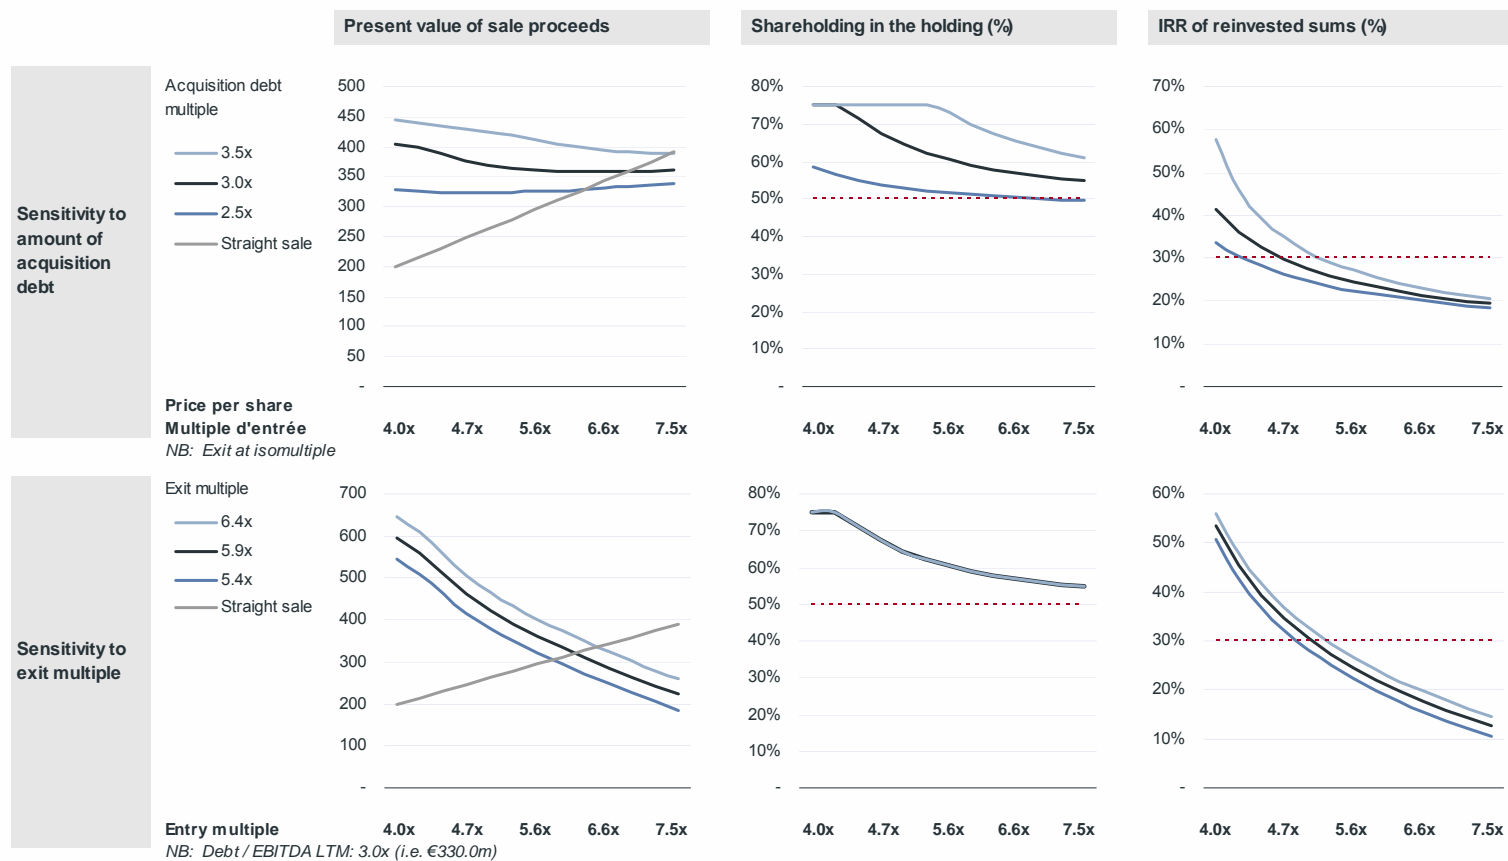 Present value of sale proceeds
Shareholding in the holding (%)
IRR of reinvested sums (%)
Sensitivity to
amount of
acquisition
debt
Acquisition debt
multiple
3.5x
3.0x
2.5x
Straight sale
500
450
400
350
300
250
200
150
100
50
-
80%
70%
60%
50%
40%
30%
20%
10%
-
70%
60%
50%
40%
30%
20%
10%
-
Price per share
Multiple d'entrée
4.0x 4.7x 5.6x 6.6x 7.5x
4.0x 4.7x 5.6x 6.6x 7.5x
4.0x 4.7x 5.6x 6.6x 7.5x
NB: Exit at isomultiple
Sensitivity to
exit multiple
Exit multiple
6.4x
5.9x
5.4x
Straight sale
700
600
500
400
300
200
100
-
80%
70%
60%
50%
40%
30%
20%
10%
-
60%
50%
40%
30%
20%
10%
-
Entry multiple
4.0x 4.7x 5.6x 6.6x 7.5x
4.0x 4.7x 5.6x 6.6x 7.5x
4.0x 4.7x 5.6x 6.6x 7.5x
NB: Debt / EBITDA LTM: 3.0x (i.e. €330.0m)